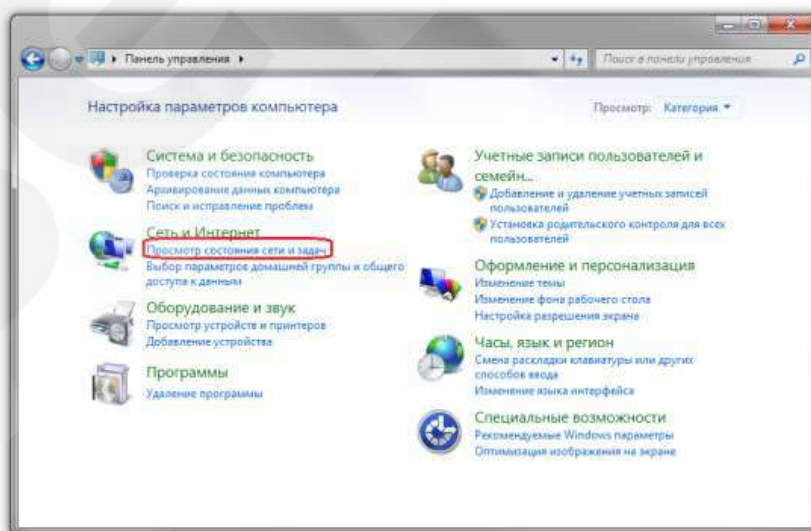 Панель управления
Поиск в панели управления
Настройка параметров компьютера
Просмотр: Категория
Система и безопасность
Проверка состояния компьютера
Архивирование данных компьютера
Поиск и исправление проблем
Сеть и Интернет
Просмотр состояния сети и задач
Выбор параметров домашней группы и общего
доступа к данным
Оборудование и звук
Просмотр устройств и принтеров
Добавление устройства
Программы
Удаление программы
Учетные записи пользователей и
семейн...
Добавление и удаление учетных записей
пользователей
Установка родительского контроля для всех
пользователей
Оформление и персонализация
Изменение темы
Изменение фона рабочего стола
Настройка разрешения экрана
Часы, язык и регион
Смена раскладки клавиатуры или других
способов ввода
Изменение языка интерфейса
Специальные возможности
Рекомендуемые Windows параметры
Оптимизация изображения на экране